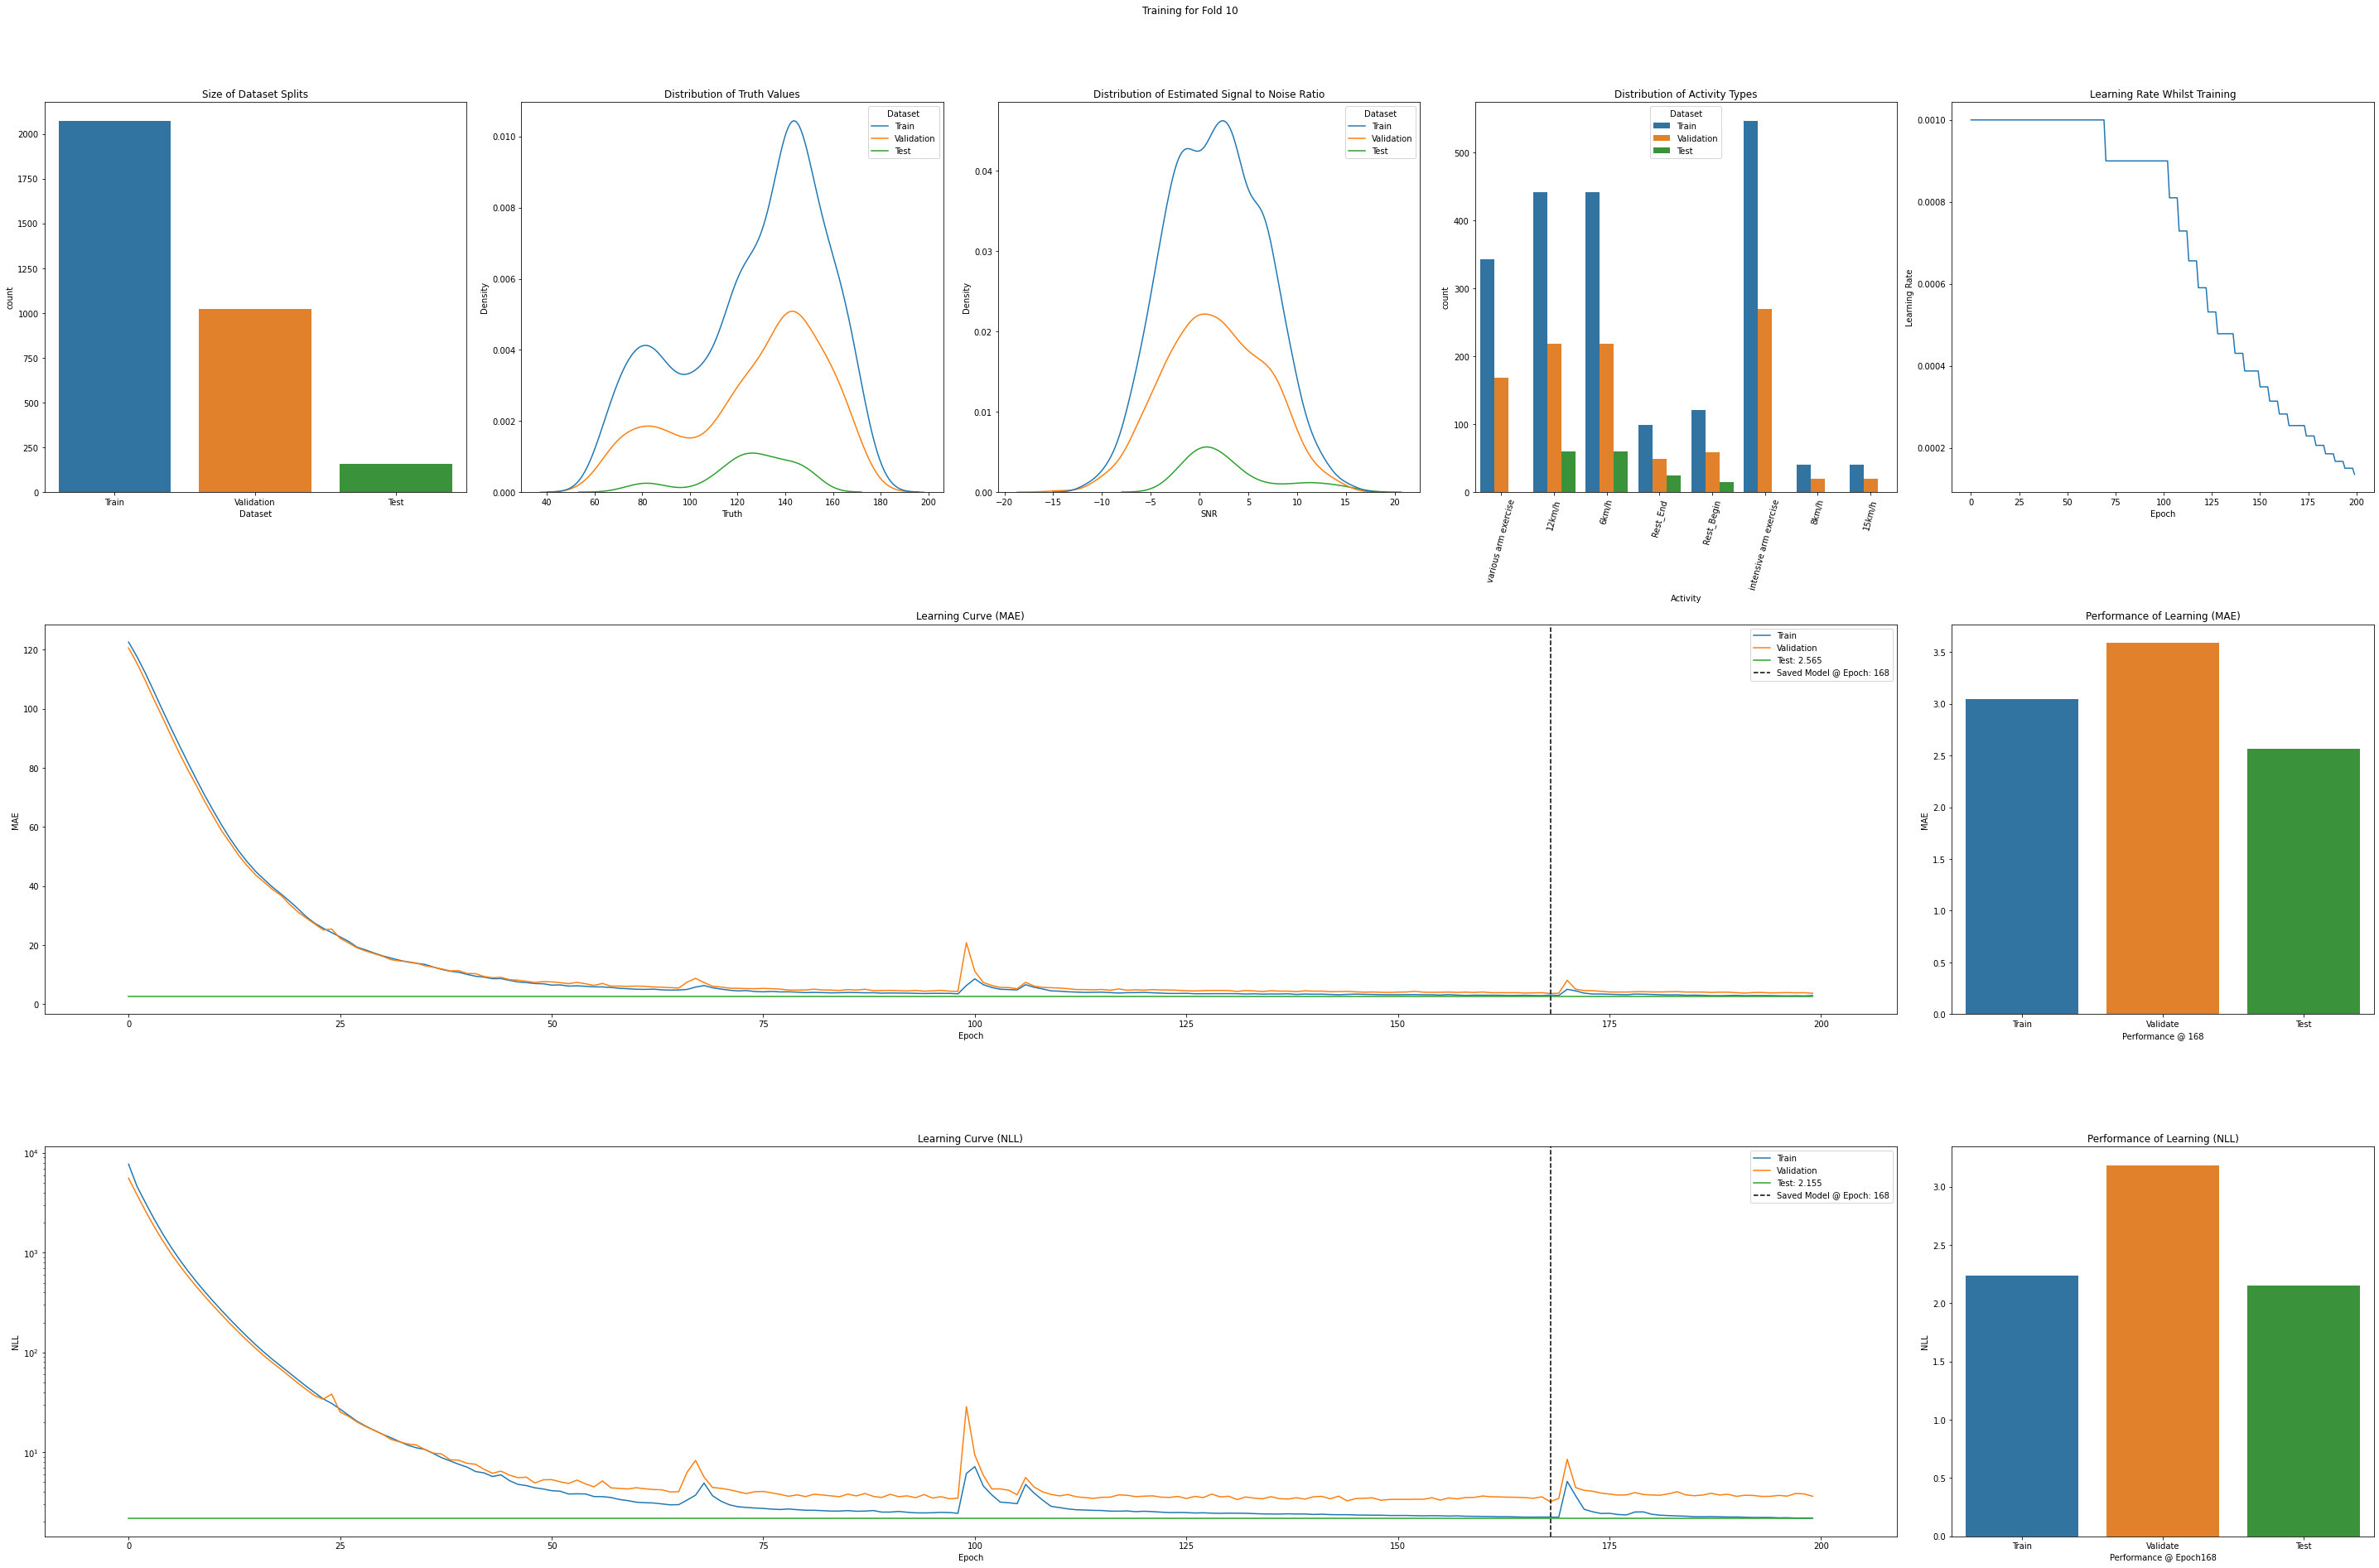 Training for Fold 10
Size of Dataset Splits
count
2000
1750
1500
1250
1000
750
500
250
0
Train Validation Test
Dataset
Distribution of Truth Values
Density
0.010
0.008
0.006
0.004
0.002
0.000
40 60 80 100 120 140 160 180 200
Truth
Dataset
Train
Validation
Test
Distribution of Estimated Signal to Noise Ratio
Density
0.04
0.03
0.02
0.01
0.00
−20 −15 −10 −5 0 5 10 15 20
SNR
Dataset
Train
Validation
Test
Distribution of Activity Types
count
500
400
300
200
100
0
various arm exercise
12km/h
6km/h
Rest_End
Rest_Begin
intensive arm exercise
8km/h
15km/h
Activity
Dataset
Train
Validation
Test
Learning Rate Whilst Training
Learning Rate
0.0010
0.0008
0.0006
0.0004
0.0002
0 25 50 75 100 125 150 175 200
Epoch
Learning Curve (MAE)
MAE
120
100
80
60
40
20
0
0 25 50 75 100 125 150 175 200
Epoch
Train
Validation
Test: 2.565
Saved Model @ Epoch: 168
Performance of Learning (MAE)
MAE
3.5
3.0
2.5
2.0
1.5
1.0
0.5
0.0
Train Validate Test
Performance @ 168
Learning Curve (NLL)
NLL
10⁴
10³
10²
10¹
0 25 50 75 100 125 150 175 200
Epoch
Train
Validation
Test: 2.155
Saved Model @ Epoch: 168
Performance of Learning (NLL)
NLL
3.0
2.5
2.0
1.5
1.0
0.5
0.0
Train Validate Test
Performance @ Epoch168